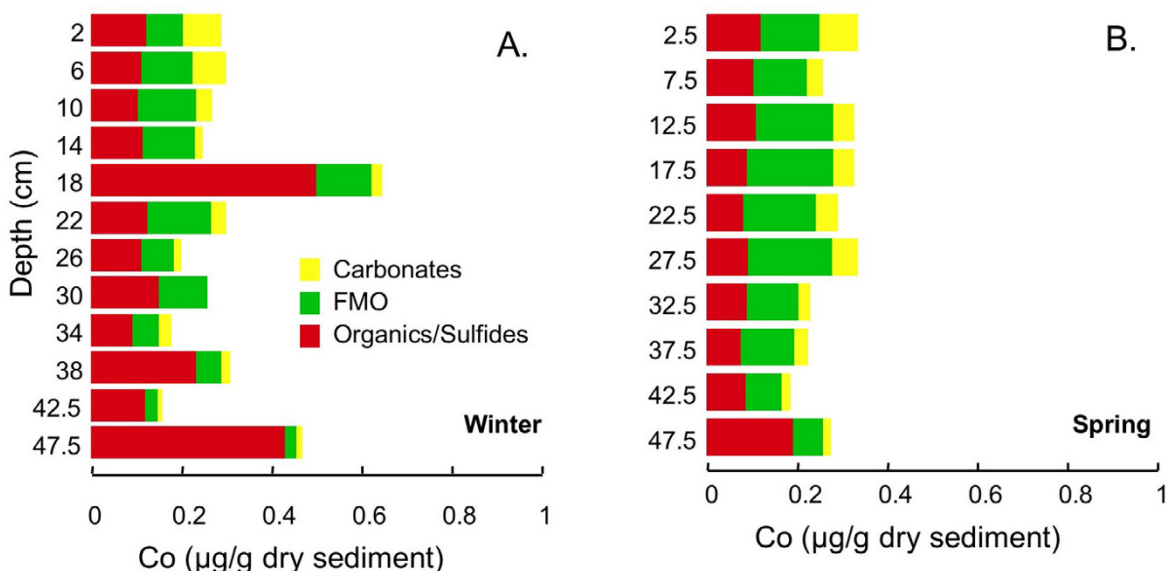 A.
Depth (cm)
2
6
10
14
18
22
26
30
34
38
42.5
47.5
Carbonates
FMO
Organics/Sulfides
Winter
0 0.2 0.4 0.6 0.8 1
Co (µg/g dry sediment)
B.
2.5
7.5
12.5
17.5
22.5
27.5
32.5
37.5
42.5
47.5
Spring
0 0.2 0.4 0.6 0.8 1
Co (µg/g dry sediment)